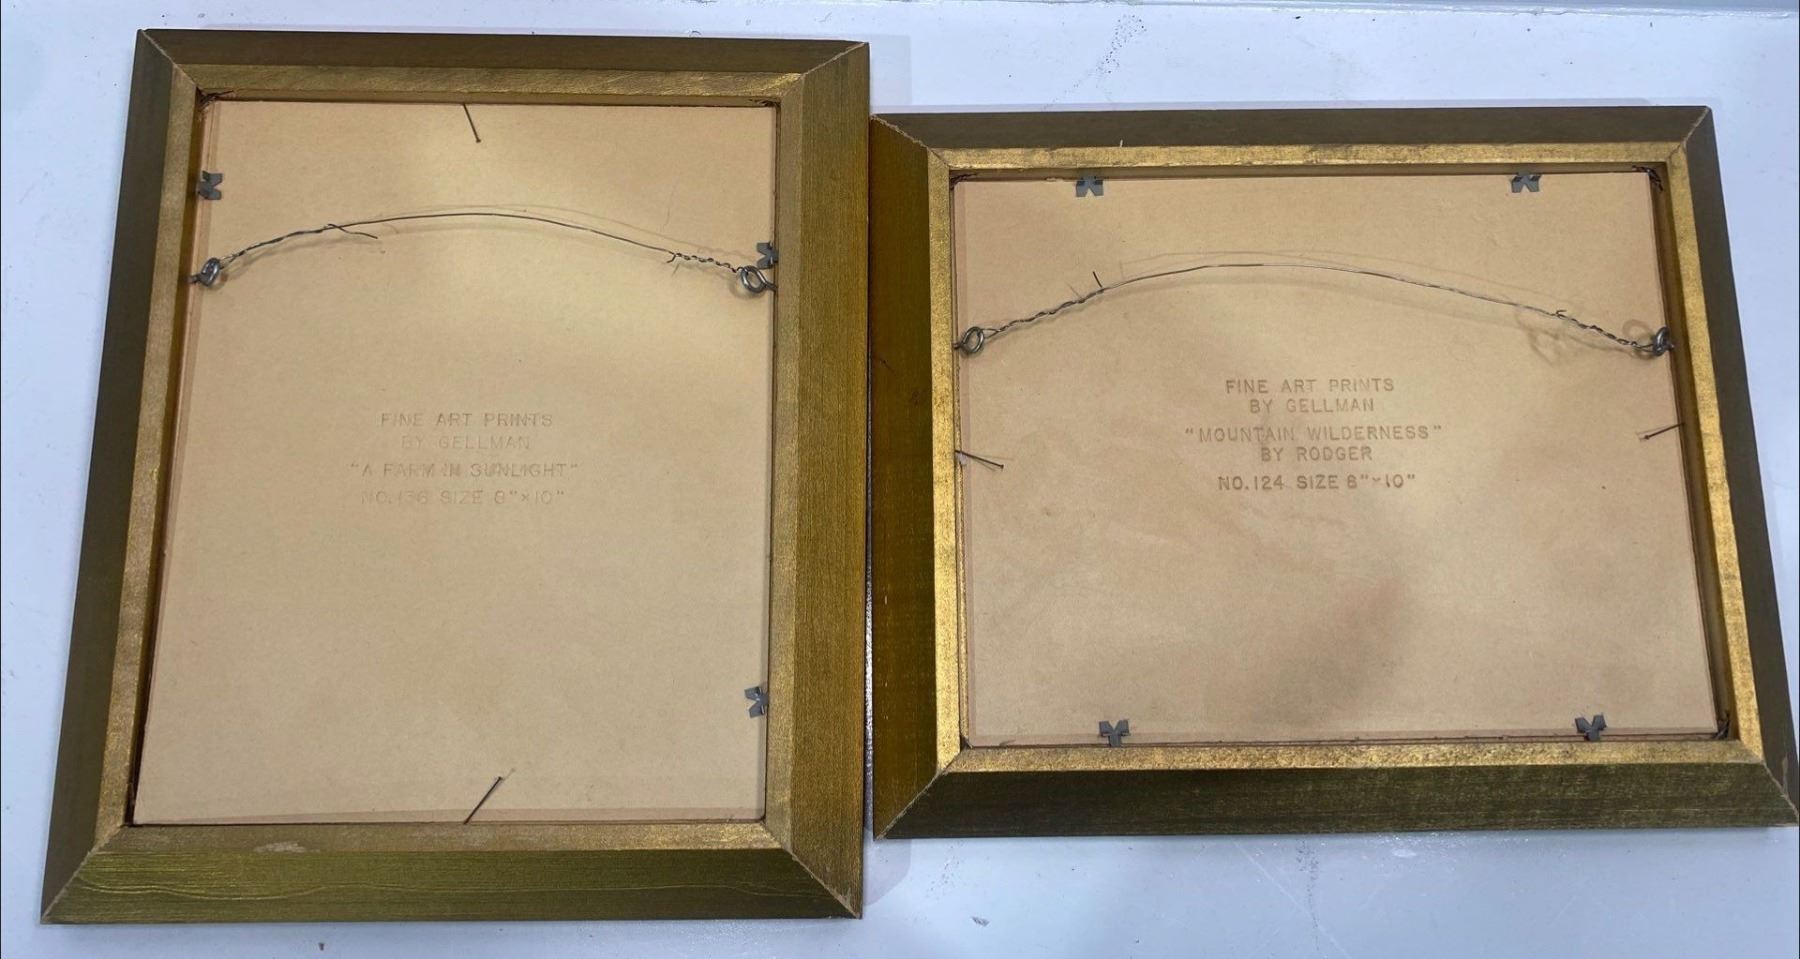 FINE ART PRINTS
BY GELLMAN
"A FARM IN SUNLIGHT"
NO.136 SIZE 8"×10"
FINE ART PRINTS
BY GELLMAN
"MOUNTAIN WILDERNESS"
BY RODGER
NO.124 SIZE 8"×10"